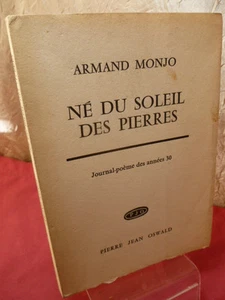 ARMAND MONJO
NÉ DU SOLEIL
DES PIERRES
Journal-poème des années 30
PIERRE JEAN OSWALD